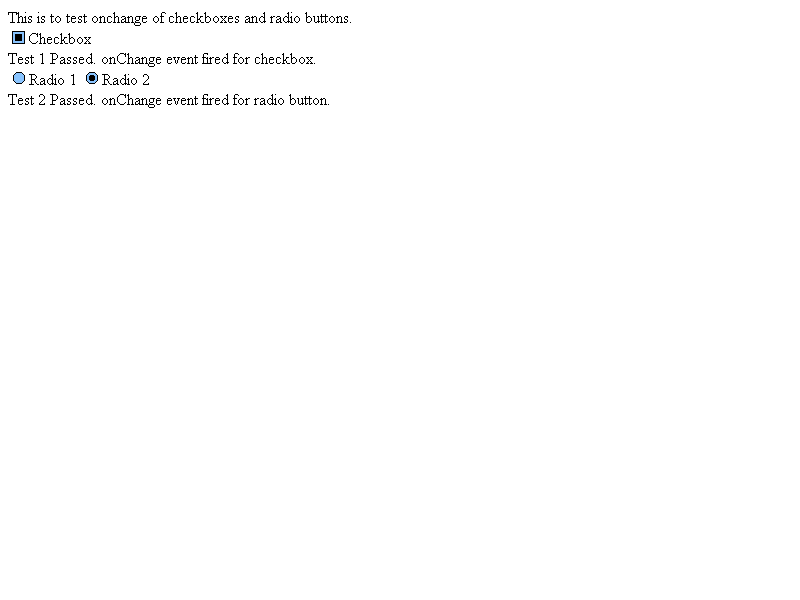 This is to test onchange of checkboxes and radio buttons.
Checkbox
Test 1 Passed. onChange event fired for checkbox.
Radio 1 Radio 2
Test 2 Passed. onChange event fired for radio button.